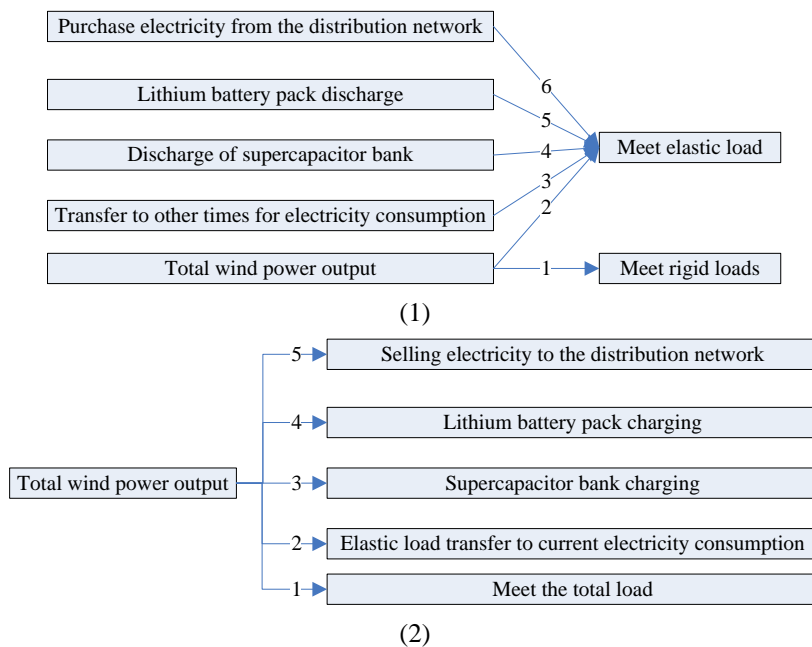 Purchase electricity from the distribution network
6
Lithium battery pack discharge
5
Discharge of supercapacitor bank
4
Meet elastic load
3
Transfer to other times for electricity consumption
2
Total wind power output
1
Meet rigid loads
(1)
5
Selling electricity to the distribution network
4
Lithium battery pack charging
Total wind power output
3
Supercapacitor bank charging
2
Elastic load transfer to current electricity consumption
1
Meet the total load
(2)